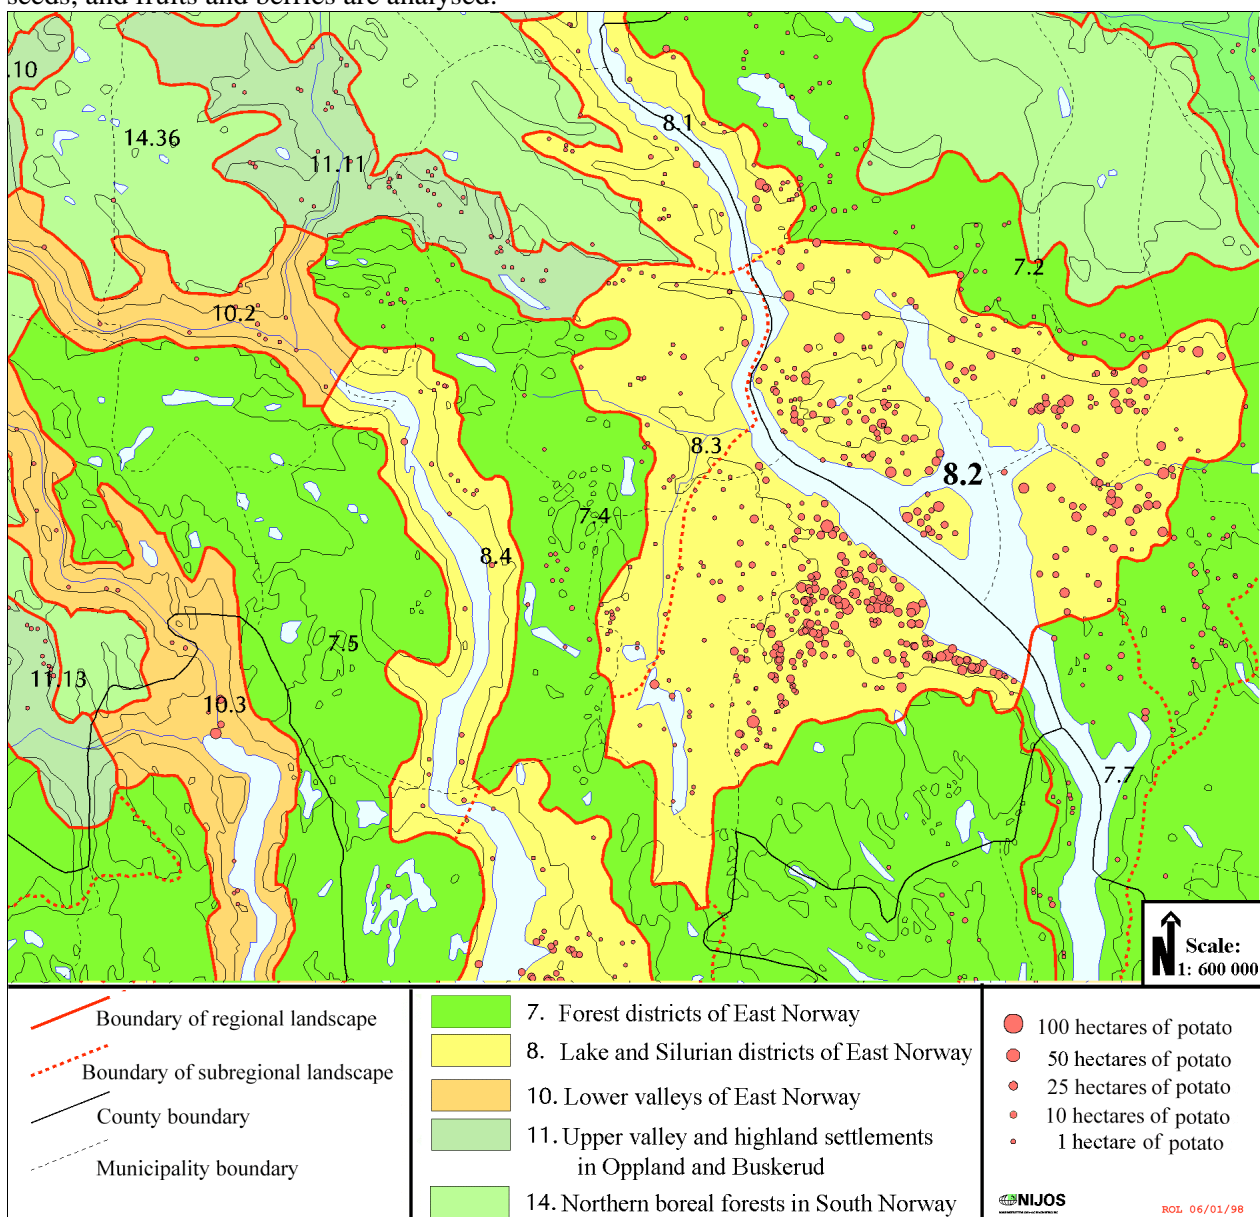 seeds, and fruits and berries are analysed.
.10
14.36
11.11
8.1
7.2
10.2
8.3
8.2
7.4
8.4
7.5
11.13
10.3
7.7
N
Scale:
1: 600 000
Boundary of regional landscape
Boundary of subregional landscape
County boundary
Municipality boundary
7. Forest districts of East Norway
8. Lake and Silurian districts of East Norway
10. Lower valleys of East Norway
11. Upper valley and highland settlements
in Oppland and Buskerud
14. Northern boreal forests in South Norway
100 hectares of potato
50 hectares of potato
25 hectares of potato
10 hectares of potato
1 hectare of potato
NIJOS
ROL 06/01/98